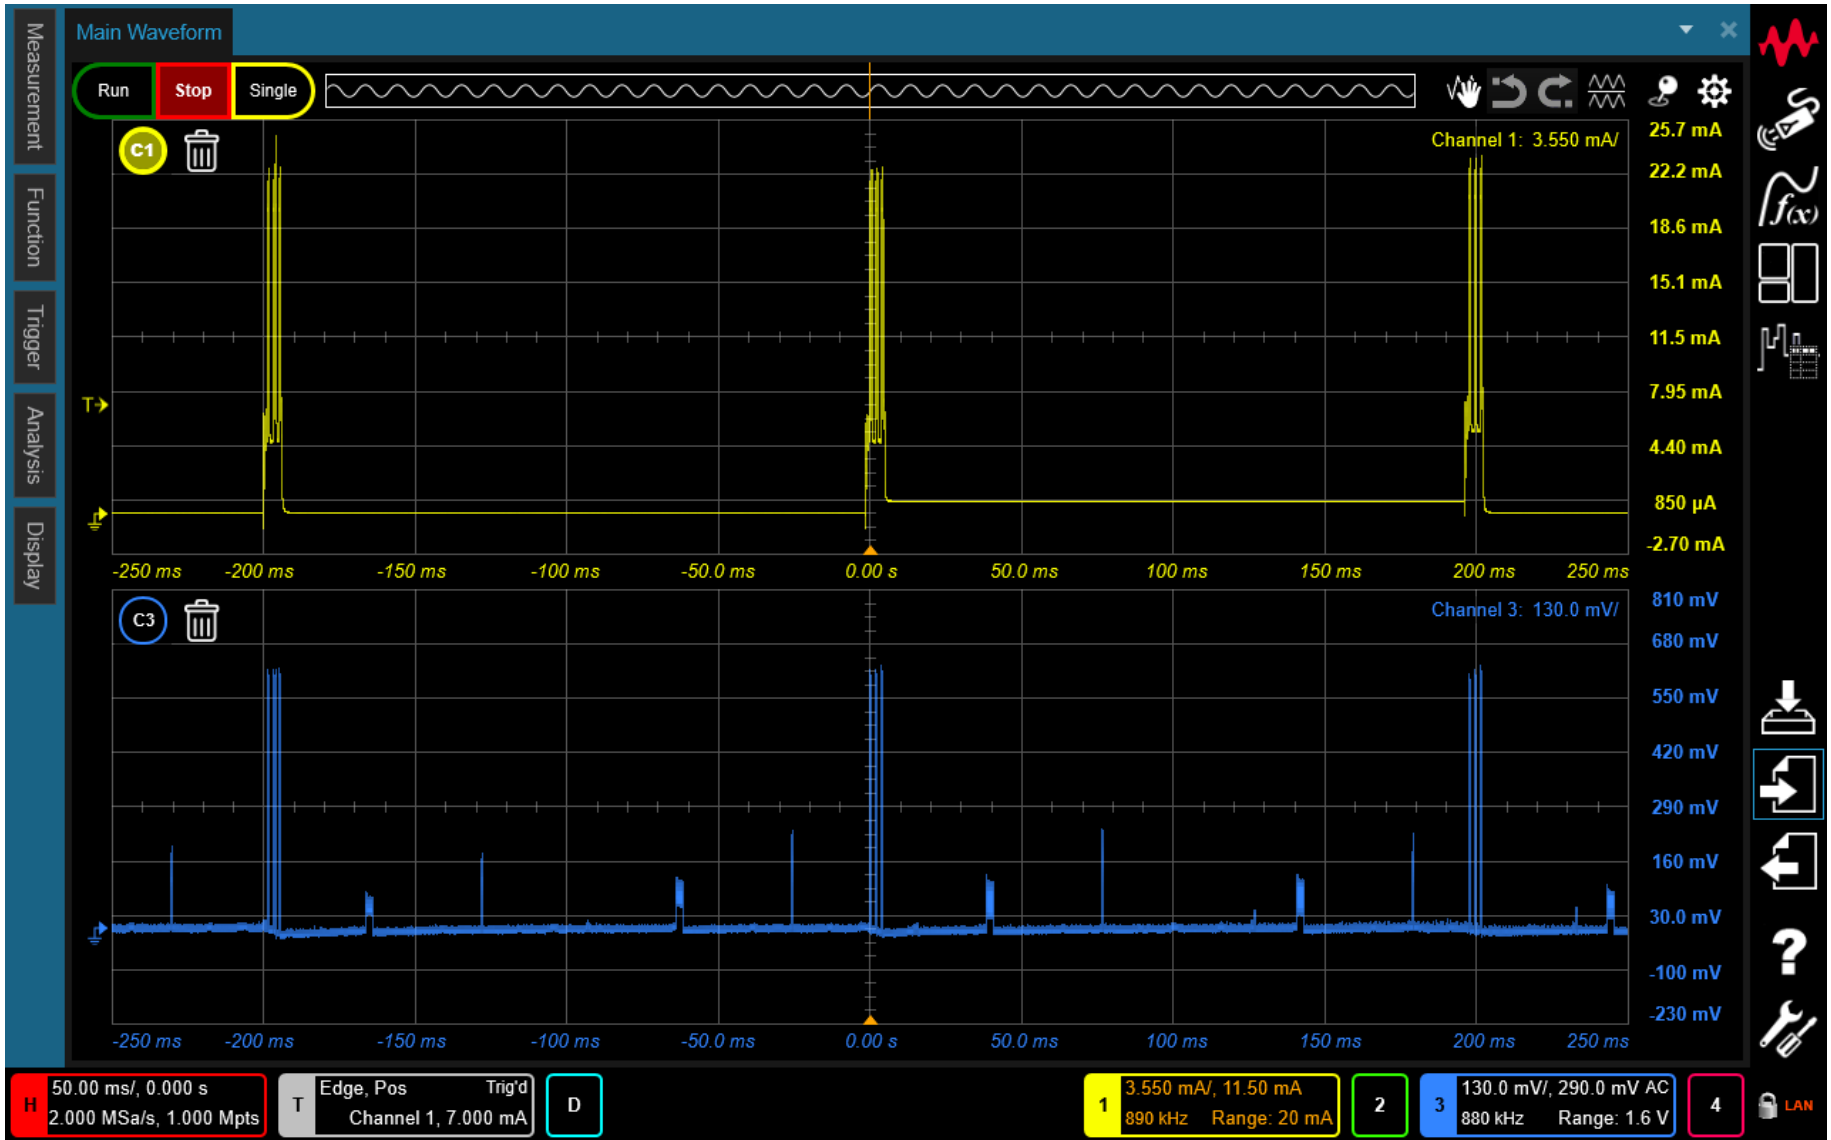 Main Waveform
Measurement
Function
Trigger
Analysis
Display
Run Stop Single
C1
Channel 1: 3.550 mA/
25.7 mA
22.2 mA
18.6 mA
15.1 mA
11.5 mA
T
7.95 mA
4.40 mA
850 µA
-2.70 mA
-250 ms -200 ms -150 ms -100 ms -50.0 ms 0.00 s 50.0 ms 100 ms 150 ms 200 ms 250 ms
C3
Channel 3: 130.0 mV/
810 mV
680 mV
550 mV
420 mV
290 mV
160 mV
30.0 mV
-100 mV
-230 mV
-250 ms -200 ms -150 ms -100 ms -50.0 ms 0.00 s 50.0 ms 100 ms 150 ms 200 ms 250 ms
f(x)
?
H
50.00 ms/, 0.000 s
2.000 MSa/s, 1.000 Mpts
T
Edge, Pos Trig'd
Channel 1, 7.000 mA
D
1
3.550 mA/, 11.50 mA
890 kHz Range: 20 mA
2
3
130.0 mV/, 290.0 mV AC
880 kHz Range: 1.6 V
4
LAN